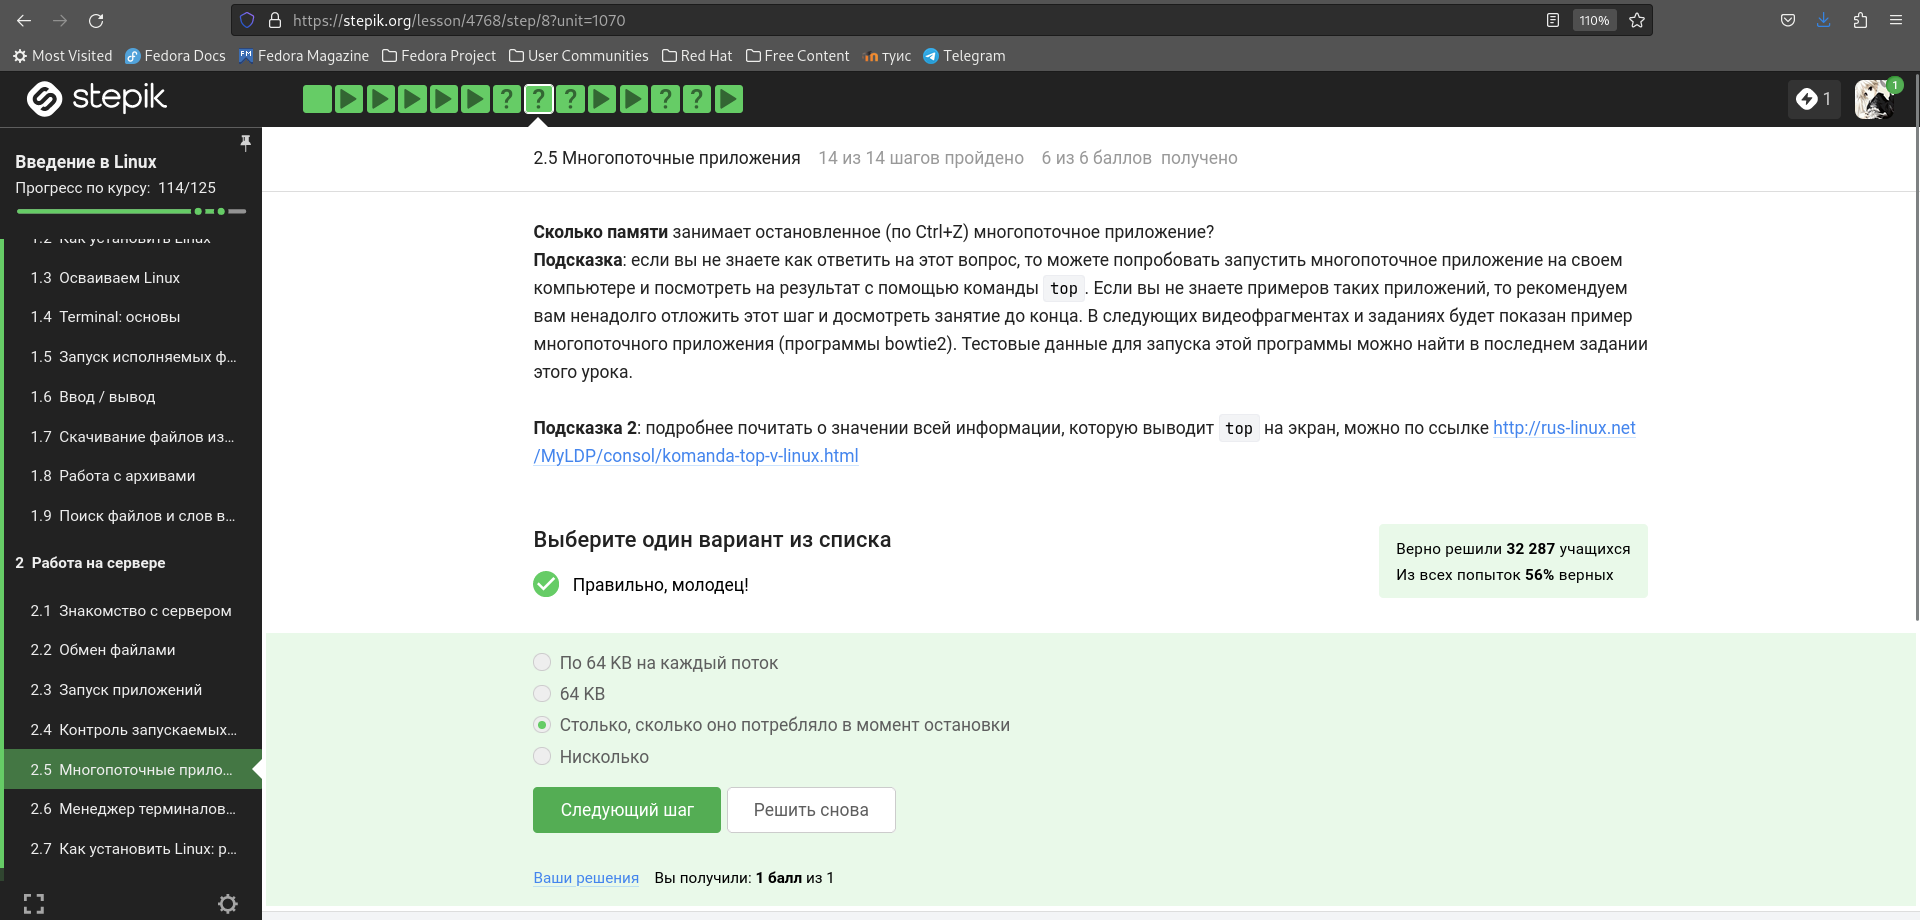 https://stepik.org/lesson/4768/step/8?unit=1070
110%
Most Visited
Fedora Docs
Fedora Magazine
Fedora Project
User Communities
Red Hat
Free Content
туис
Telegram
stepik
1
1
Введение в Linux
Прогресс по курсу: 114/125
1.2 Как установить Linux
1.3 Осваиваем Linux
1.4 Terminal: основы
1.5 Запуск исполняемых ф...
1.6 Ввод / вывод
1.7 Скачивание файлов из...
1.8 Работа с архивами
1.9 Поиск файлов и слов в...
2 Работа на сервере
2.1 Знакомство с сервером
2.2 Обмен файлами
2.3 Запуск приложений
2.4 Контроль запускаемых...
2.5 Многопоточные прило...
2.6 Менеджер терминалов...
2.7 Как установить Linux: р...
2.5 Многопоточные приложения 14 из 14 шагов пройдено 6 из 6 баллов получено
Сколько памяти занимает остановленное (по Ctrl+Z) многопоточное приложение?
Подсказка: если вы не знаете как ответить на этот вопрос, то можете попробовать запустить многопоточное приложение на своем
компьютере и посмотреть на результат с помощью команды top. Если вы не знаете примеров таких приложений, то рекомендуем
вам ненадолго отложить этот шаг и досмотреть занятие до конца. В следующих видеофрагментах и заданиях будет показан пример
многопоточного приложения (программы bowtie2). Тестовые данные для запуска этой программы можно найти в последнем задании
этого урока.
Подсказка 2: подробнее почитать о значении всей информации, которую выводит top на экран, можно по ссылке http://rus-linux.net
/MyLDP/consol/komanda-top-v-linux.html
Выберите один вариант из списка
Правильно, молодец!
Верно решили 32 287 учащихся
Из всех попыток 56% верных
По 64 KB на каждый поток
64 KB
Столько, сколько оно потребляло в момент остановки
Нисколько
Следующий шаг
Решить снова
Ваши решения Вы получили: 1 балл из 1